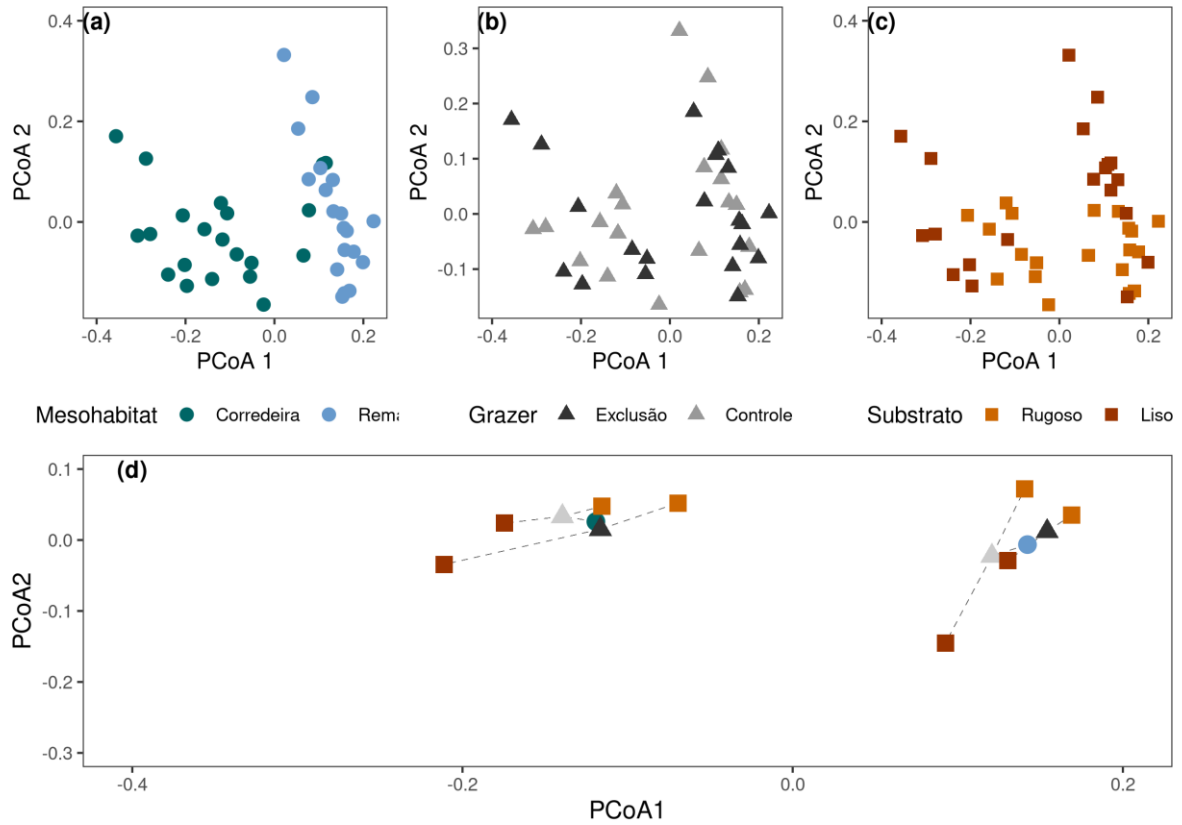 (a)
0.4
0.2
0.0
PCoA 2
-0.4
-0.2
0.0
0.2
PCoA 1
(b)
0.3
0.2
0.1
0.0
-0.1
PCoA 2
-0.4
-0.2
0.0
0.2
PCoA 1
(c)
0.4
0.2
0.0
PCoA 2
-0.4
-0.2
0.0
0.2
PCoA 1
Mesohabitat Corredeira Rema
Grazer Exclusão Controle
Substrato Rugoso Liso
(d)
0.1
0.0
-0.1
-0.2
-0.3
PCoA2
-0.4
-0.2
0.0
0.2
PCoA1